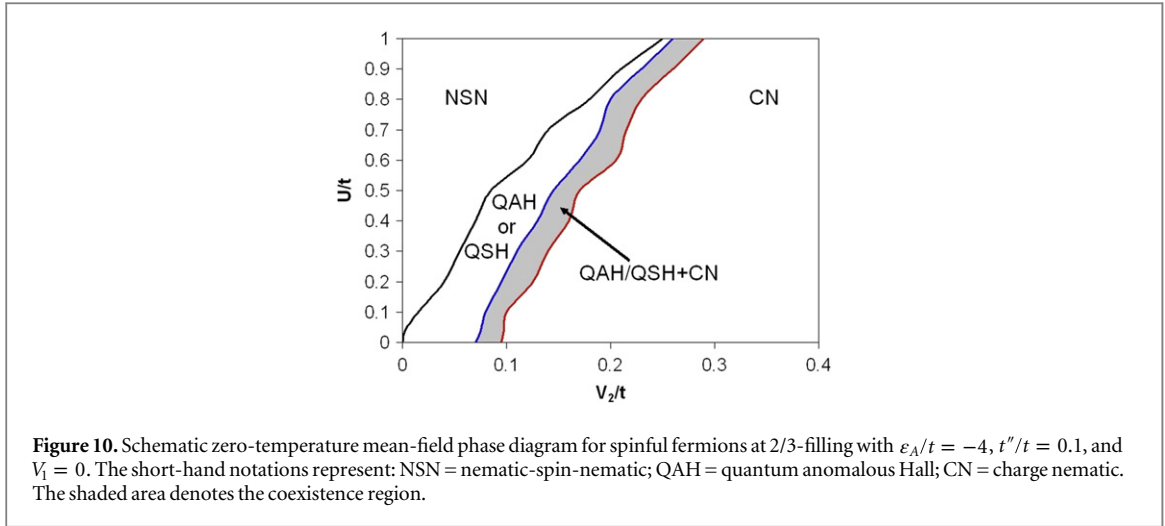 1
0.9
0.8
0.7
0.6
0.5
0.4
0.3
0.2
0.1
0
U/t
NSN
CN
QAH
or
QSH
QAH/QSH+CN
0 0.1 0.2 0.3 0.4
V₂/t
Figure 10. Schematic zero-temperature mean-field phase diagram for spinful fermions at 2/3-filling with ε_A/t = −4, t″/t = 0.1, and
V₁ = 0. The short-hand notations represent: NSN = nematic-spin-nematic; QAH = quantum anomalous Hall; CN = charge nematic.
The shaded area denotes the coexistence region.